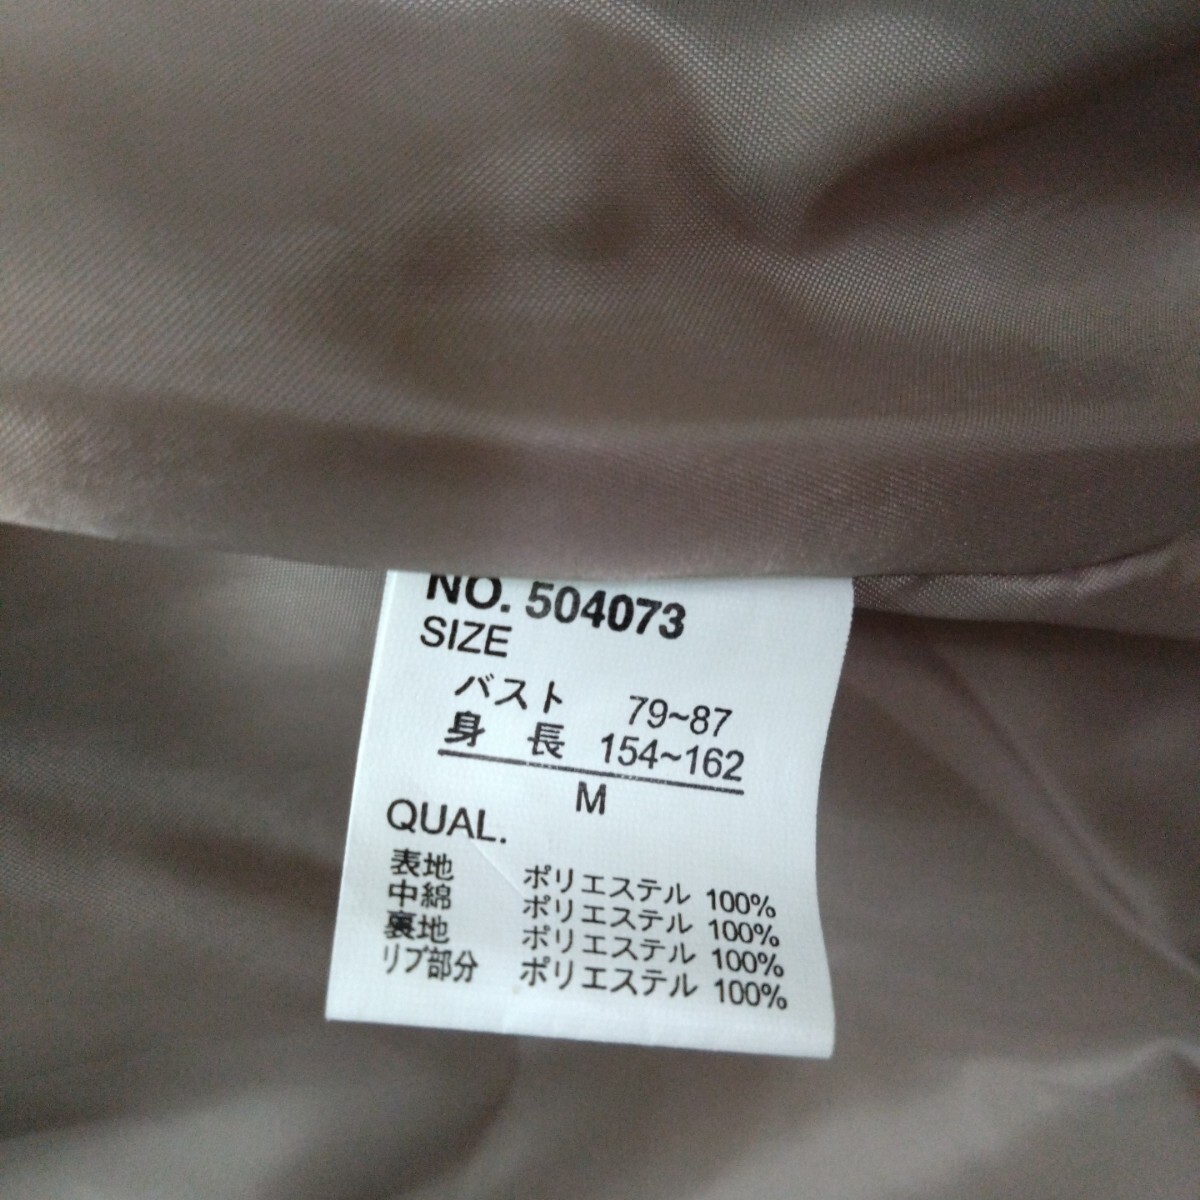 NO. 504073
SIZE
バスト 79~87
身 長 154~162
M
QUAL.
表地 ポリエステル 100%
中綿 ポリエステル 100%
裏地 ポリエステル 100%
リブ部分 ポリエステル 100%